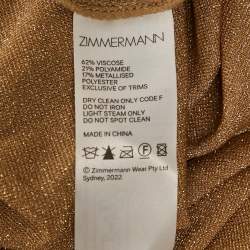 ZIMMERMANN
62% VISCOSE
21% POLYAMIDE
17% METALLISED
POLYESTER
EXCLUSIVE OF TRIMS
DRY CLEAN ONLY CODE F
DO NOT IRON
LIGHT STEAM ONLY
DO NOT SPOT CLEAN
MADE IN CHINA
F
© Zimmermann Wear Pty Ltd
Sydney, 2022